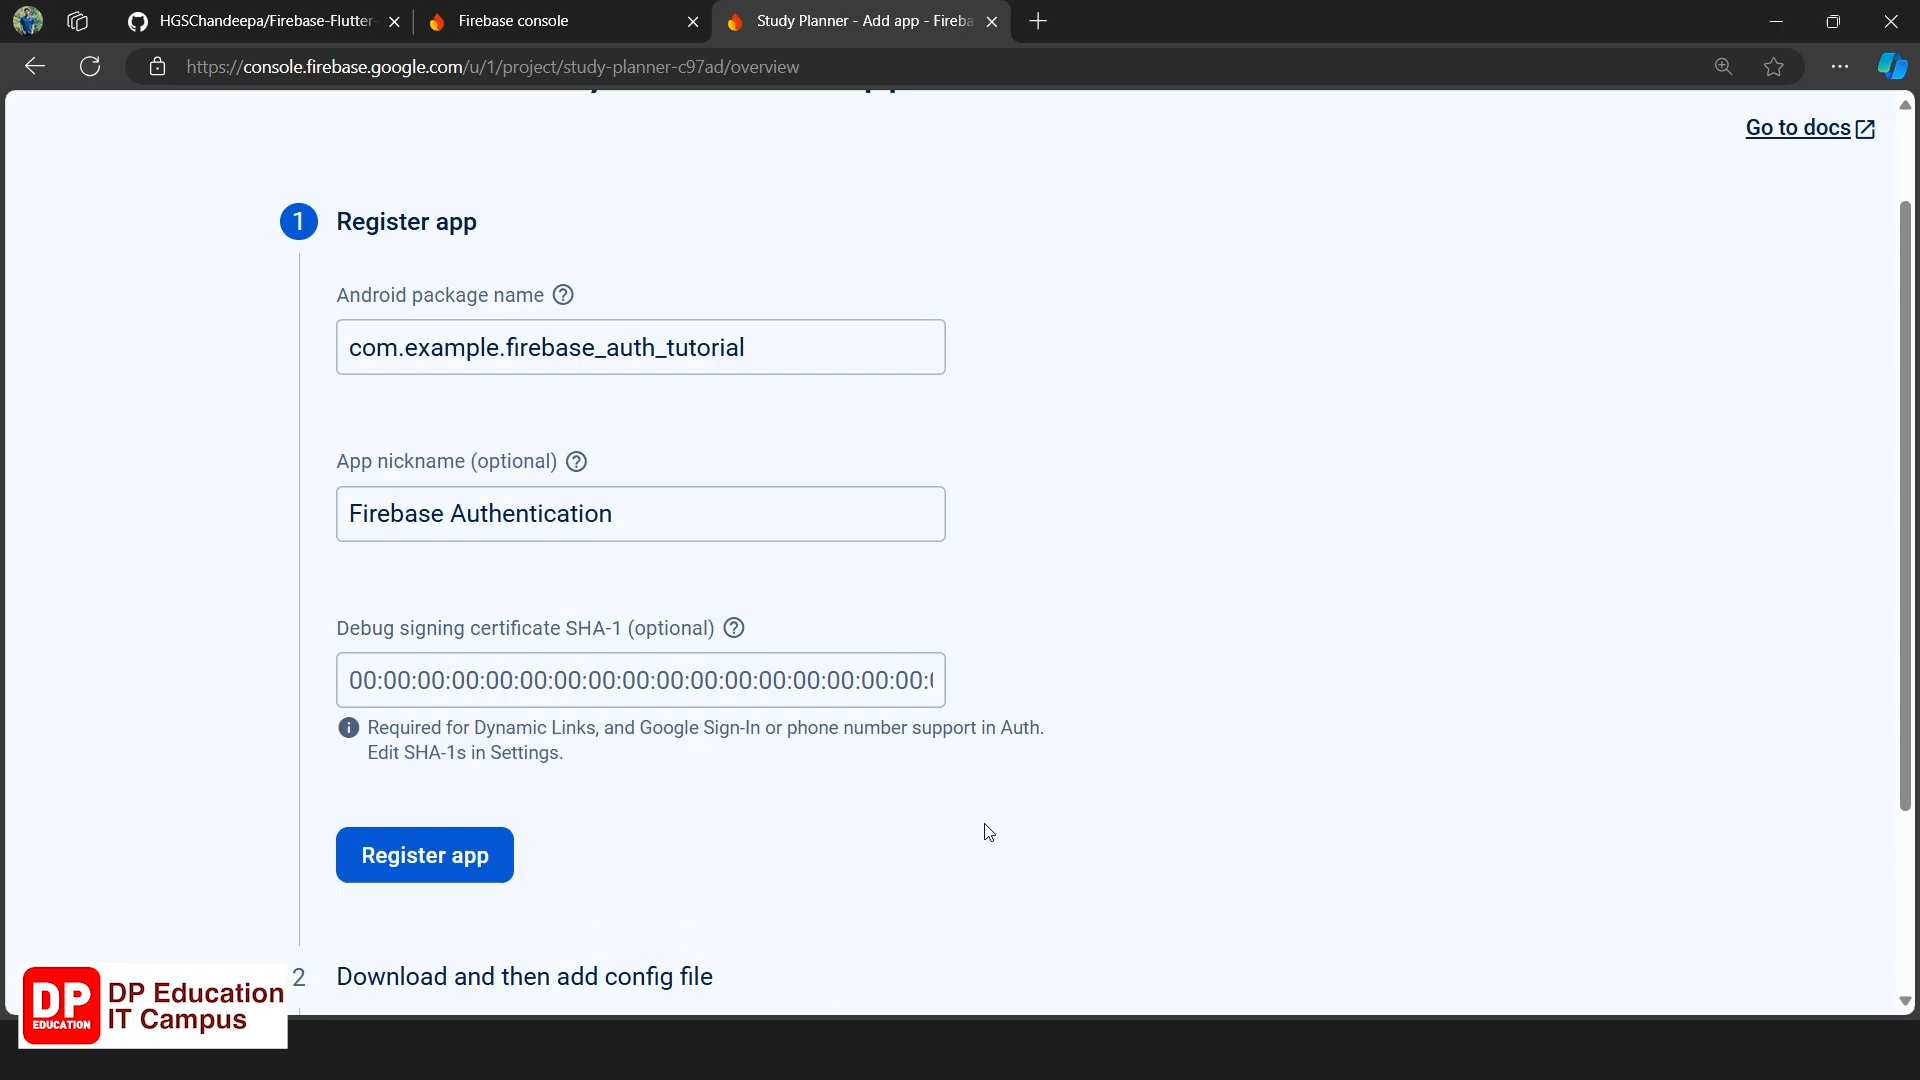 HGSChandeepa/Firebase-Flutter-
Firebase console
Study Planner - Add app - Fireba
https://console.firebase.google.com/u/1/project/study-planner-c97ad/overview
Go to docs
1 Register app
Android package name
com.example.firebase_auth_tutorial
App nickname (optional)
Firebase Authentication
Debug signing certificate SHA-1 (optional)
00:00:00:00:00:00:00:00:00:00:00:00:00:00:00:00:00:
Required for Dynamic Links, and Google Sign-In or phone number support in Auth.
Edit SHA-1s in Settings.
Register app
2 Download and then add config file
DP
EDUCATION
DP Education
IT Campus